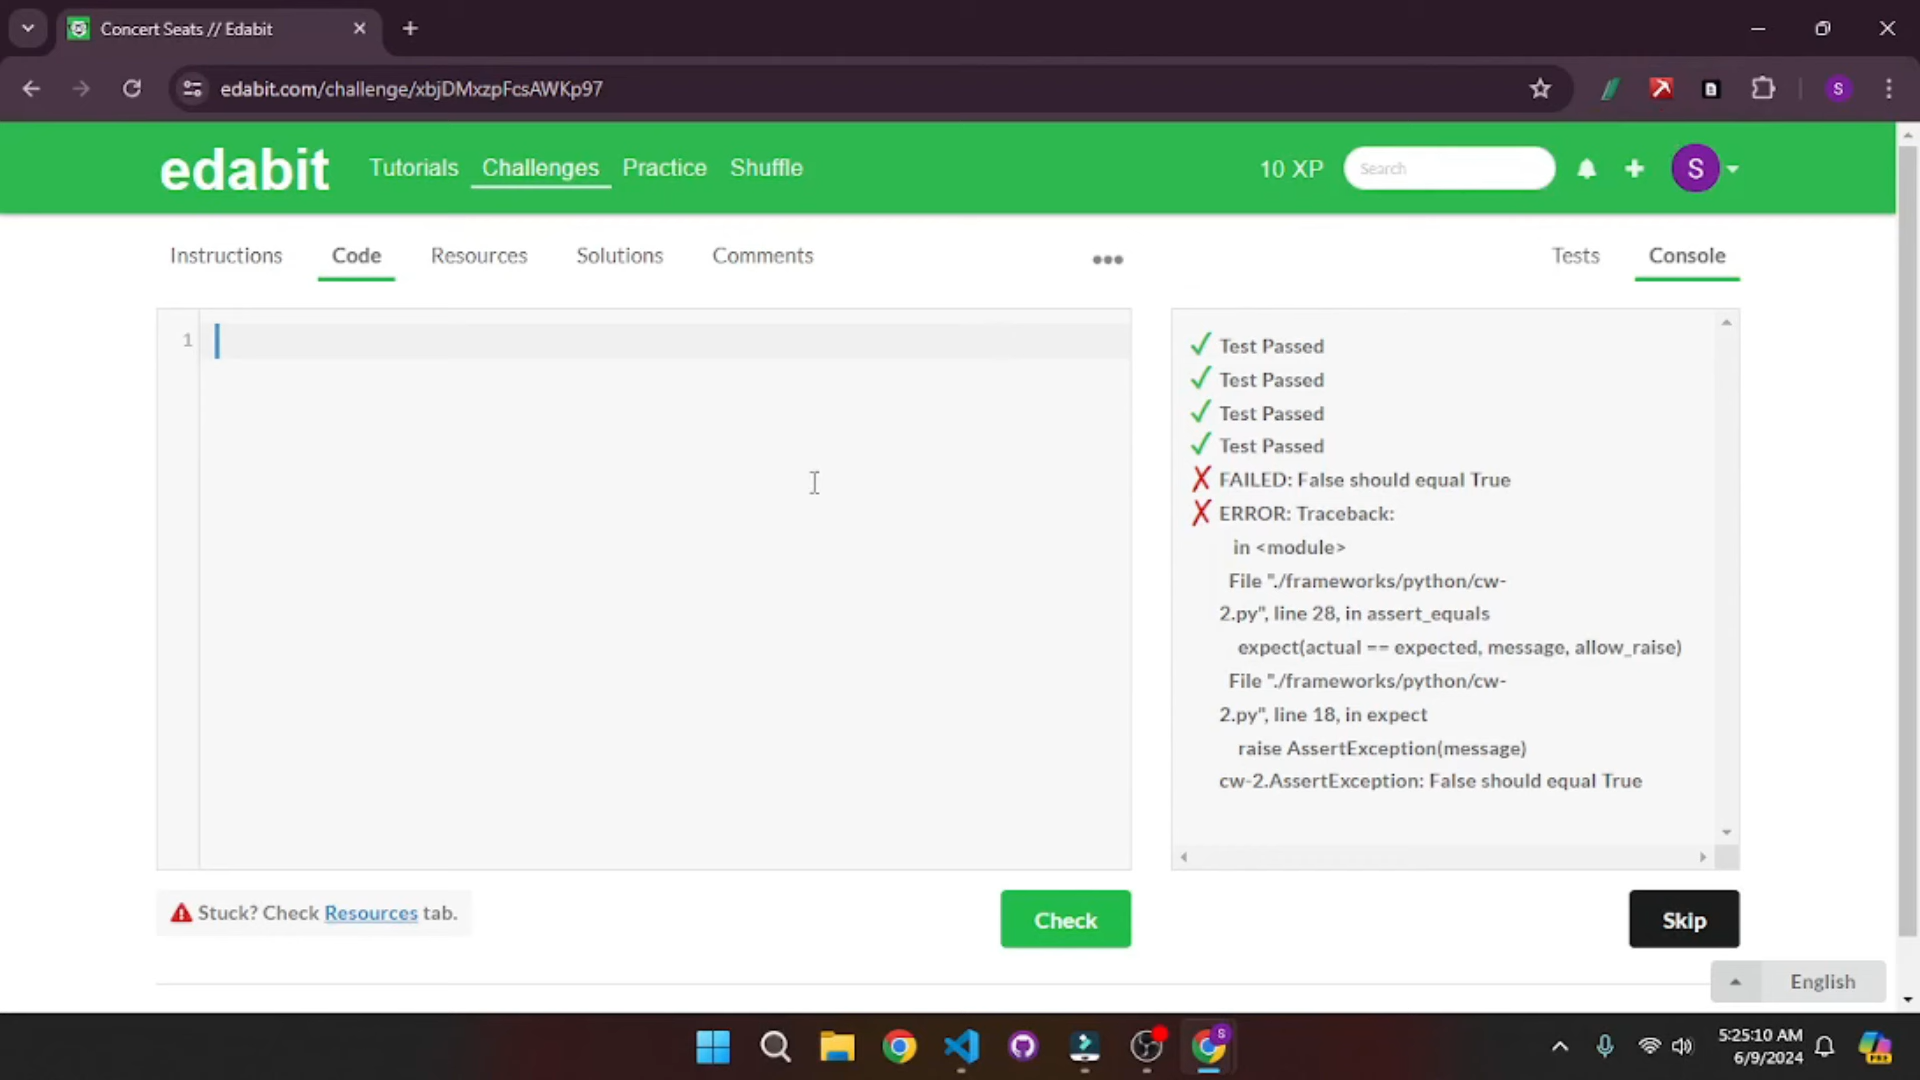 Concert Seats // Edabit
edabit.com/challenge/xbjDMxzpFcsAWKp97
S
edabit
Tutorials
Challenges
Practice
Shuffle
10 XP
Search
S
Instructions
Code
Resources
Solutions
Comments
Tests
Console
1
Test Passed
Test Passed
Test Passed
Test Passed
FAILED: False should equal True
ERROR: Traceback:
in <module>
File "./frameworks/python/cw-
2.py", line 28, in assert_equals
expect(actual == expected, message, allow_raise)
File "./frameworks/python/cw-
2.py", line 18, in expect
raise AssertException(message)
cw-2.AssertException: False should equal True
Stuck? Check Resources tab.
Check
Skip
English
S
5:25:10 AM
6/9/2024
PRE